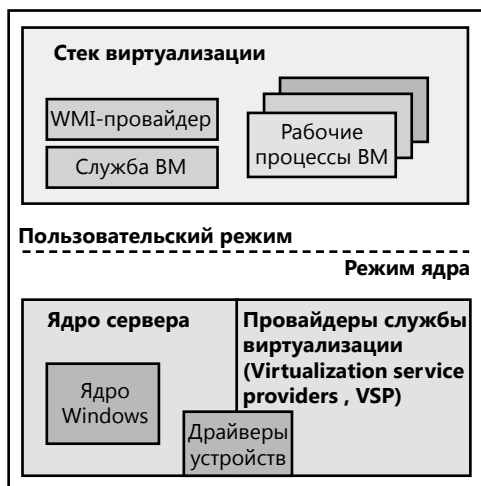 Стек виртуализации
WMI-провайдер
Служба ВМ
Рабочие
процессы ВМ
Пользовательский режим
Режим ядра
Ядро сервера
Ядро
Windows
Провайдеры службы
виртуализации
(Virtualization service
providers , VSP)
Драйверы
устройств